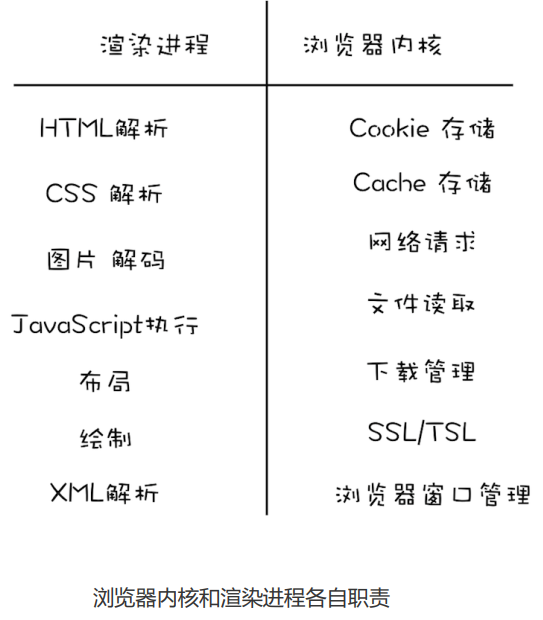 渲染进程
浏览器内核
HTML解析
Cookie 存储
CSS 解析
Cache 存储
图片 解码
网络请求
JavaScript执行
文件读取
布局
下载管理
绘制
SSL/TSL
XML解析
浏览器窗口管理
浏览器内核和渲染进程各自职责